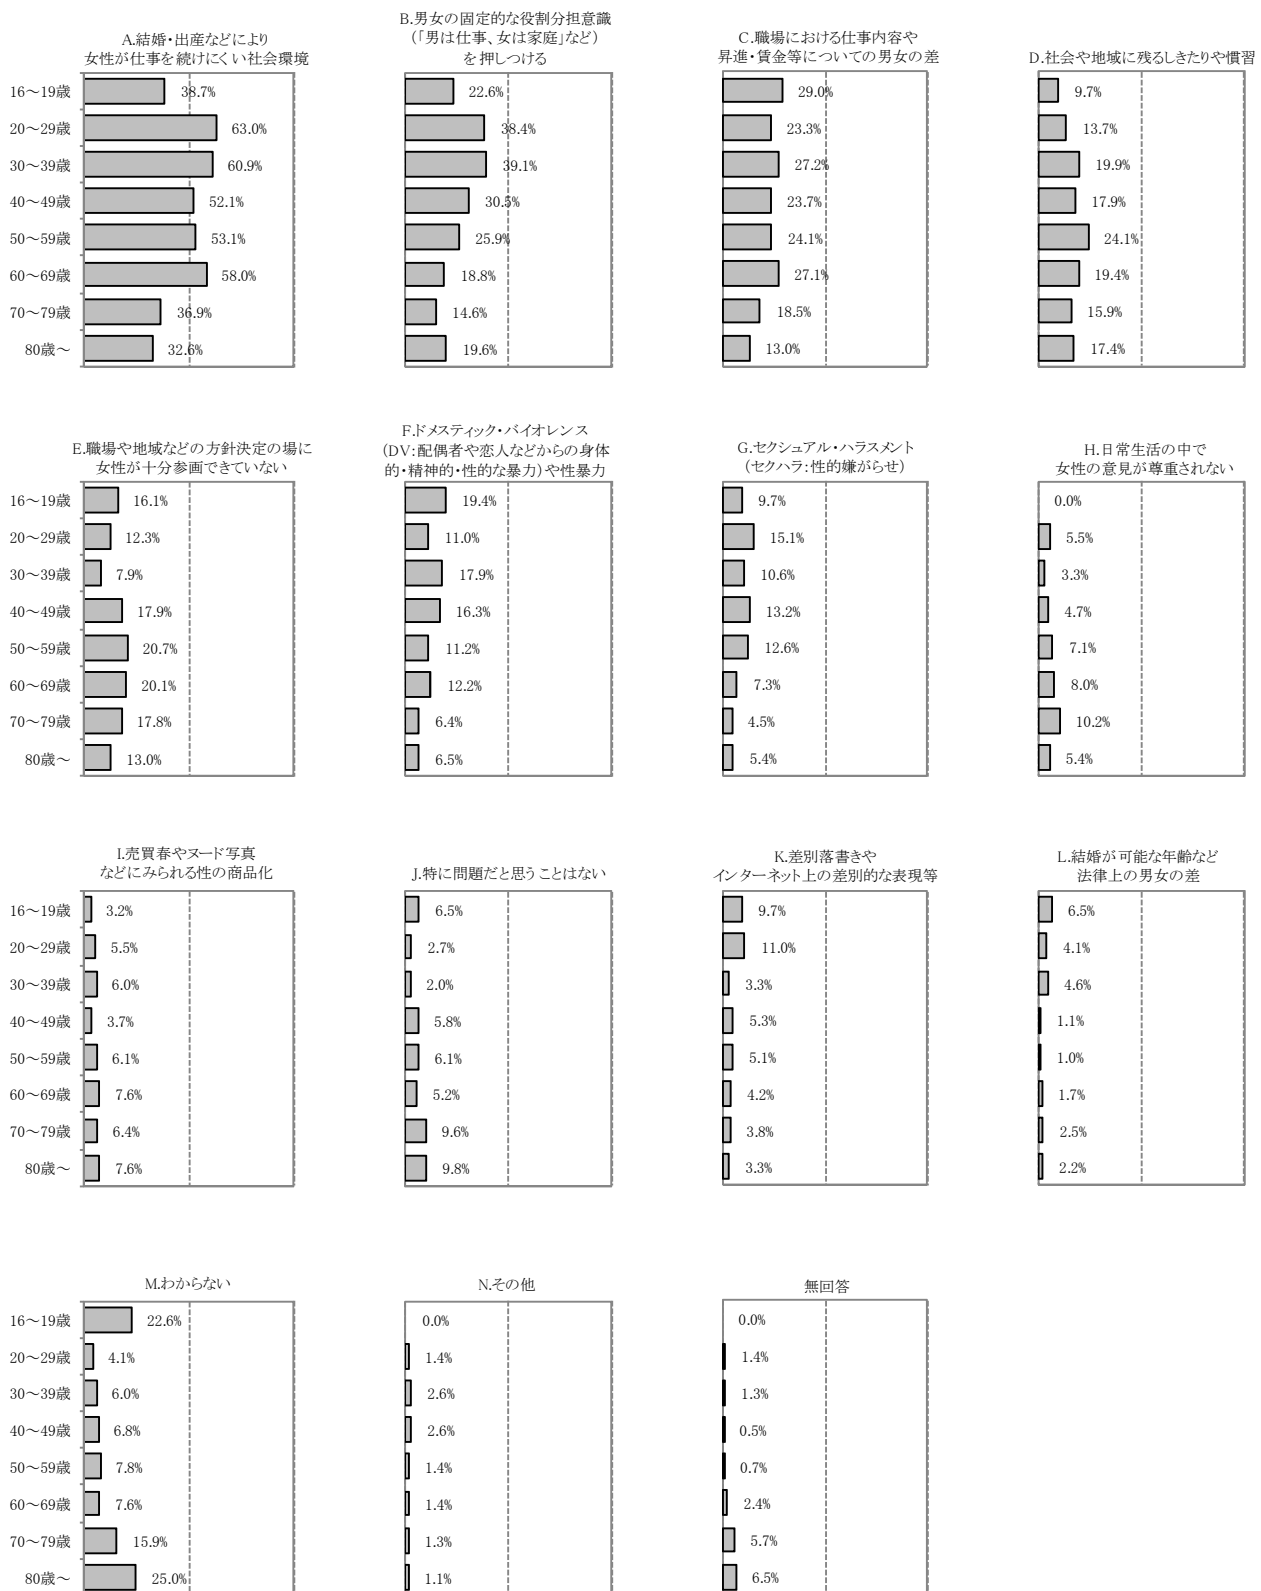 A.結婚・出産などにより
女性が仕事を続けにくい社会環境
16～19歳 38.7%
20～29歳 63.0%
30～39歳 60.9%
40～49歳 52.1%
50～59歳 53.1%
60～69歳 58.0%
70～79歳 36.9%
80歳～ 32.6%
B.男女の固定的な役割分担意識
（「男は仕事、女は家庭」など）
を押しつける
22.6%
38.4%
39.1%
30.5%
25.9%
18.8%
14.6%
19.6%
C.職場における仕事内容や
昇進・賃金等についての男女の差
29.0%
23.3%
27.2%
23.7%
24.1%
27.1%
18.5%
13.0%
D.社会や地域に残るしきたりや慣習
9.7%
13.7%
19.9%
17.9%
24.1%
19.4%
15.9%
17.4%
E.職場や地域などの方針決定の場に
女性が十分参画できていない
16～19歳 16.1%
20～29歳 12.3%
30～39歳 7.9%
40～49歳 17.9%
50～59歳 20.7%
60～69歳 20.1%
70～79歳 17.8%
80歳～ 13.0%
F.ドメスティック・バイオレンス
（DV：配偶者や恋人などからの身体
的・精神的・性的な暴力）や性暴力
19.4%
11.0%
17.9%
16.3%
11.2%
12.2%
6.4%
6.5%
G.セクシュアル・ハラスメント
（セクハラ：性的嫌がらせ）
9.7%
15.1%
10.6%
13.2%
12.6%
7.3%
4.5%
5.4%
H.日常生活の中で
女性の意見が尊重されない
0.0%
5.5%
3.3%
4.7%
7.1%
8.0%
10.2%
5.4%
I.売買春やヌード写真
などにみられる性の商品化
16～19歳 3.2%
20～29歳 5.5%
30～39歳 6.0%
40～49歳 3.7%
50～59歳 6.1%
60～69歳 7.6%
70～79歳 6.4%
80歳～ 7.6%
J.特に問題だと思うことはない
6.5%
2.7%
2.0%
5.8%
6.1%
5.2%
9.6%
9.8%
K.差別落書きや
インターネット上の差別的な表現等
9.7%
11.0%
3.3%
5.3%
5.1%
4.2%
3.8%
3.3%
L.結婚が可能な年齢など
法律上の男女の差
6.5%
4.1%
4.6%
1.1%
1.0%
1.7%
2.5%
2.2%
M.わからない
16～19歳 22.6%
20～29歳 4.1%
30～39歳 6.0%
40～49歳 6.8%
50～59歳 7.8%
60～69歳 7.6%
70～79歳 15.9%
80歳～ 25.0%
N.その他
0.0%
1.4%
2.6%
2.6%
1.4%
1.4%
1.3%
1.1%
無回答
0.0%
1.4%
1.3%
0.5%
0.7%
2.4%
5.7%
6.5%